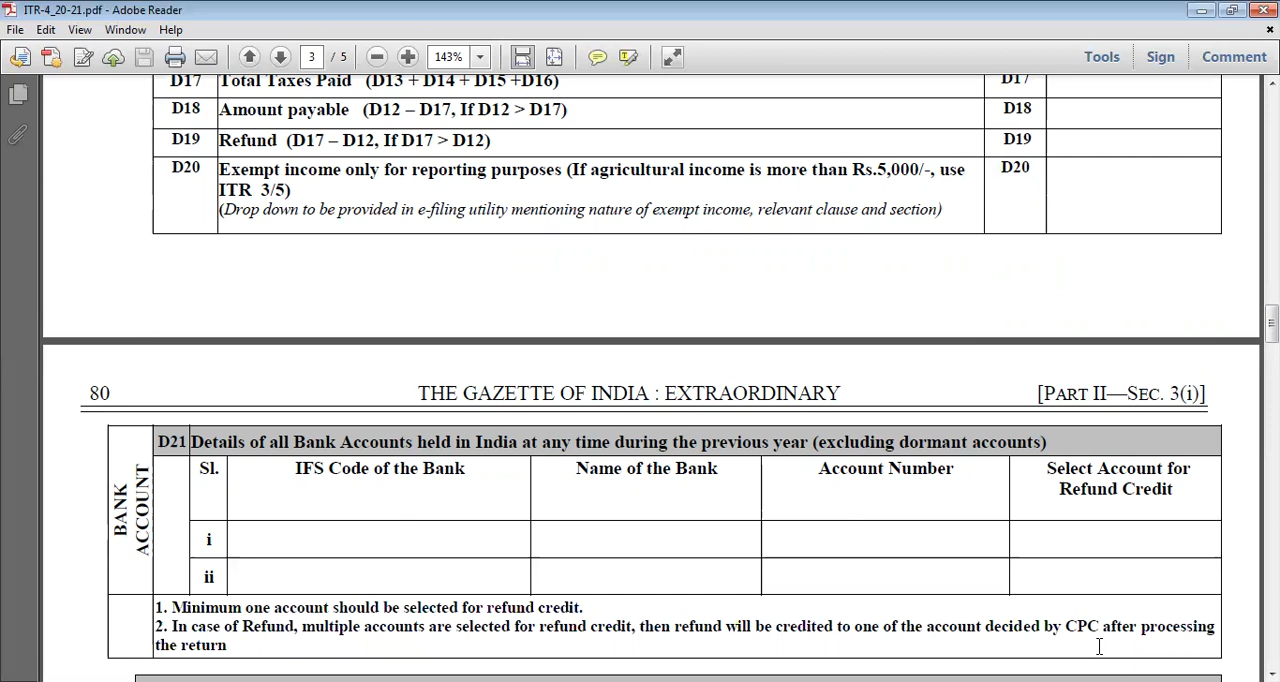 ITR-4_20-21.pdf - Adobe Reader
File Edit View Window Help
3 / 5 143% Tools Sign Comment
D17 Total Taxes Paid (D13 + D14 + D15 +D16) D17
D18 Amount payable (D12 – D17, If D12 > D17) D18
D19 Refund (D17 – D12, If D17 > D12) D19
D20 Exempt income only for reporting purposes (If agricultural income is more than Rs.5,000/-, use D20
ITR 3/5)
(Drop down to be provided in e-filing utility mentioning nature of exempt income, relevant clause and section)
80 THE GAZETTE OF INDIA : EXTRAORDINARY [PART II—SEC. 3(i)]
BANK ACCOUNT
D21 Details of all Bank Accounts held in India at any time during the previous year (excluding dormant accounts)
Sl. IFS Code of the Bank Name of the Bank Account Number Select Account for
Refund Credit
i
ii
1. Minimum one account should be selected for refund credit.
2. In case of Refund, multiple accounts are selected for refund credit, then refund will be credited to one of the account decided by CPC after processing
the return